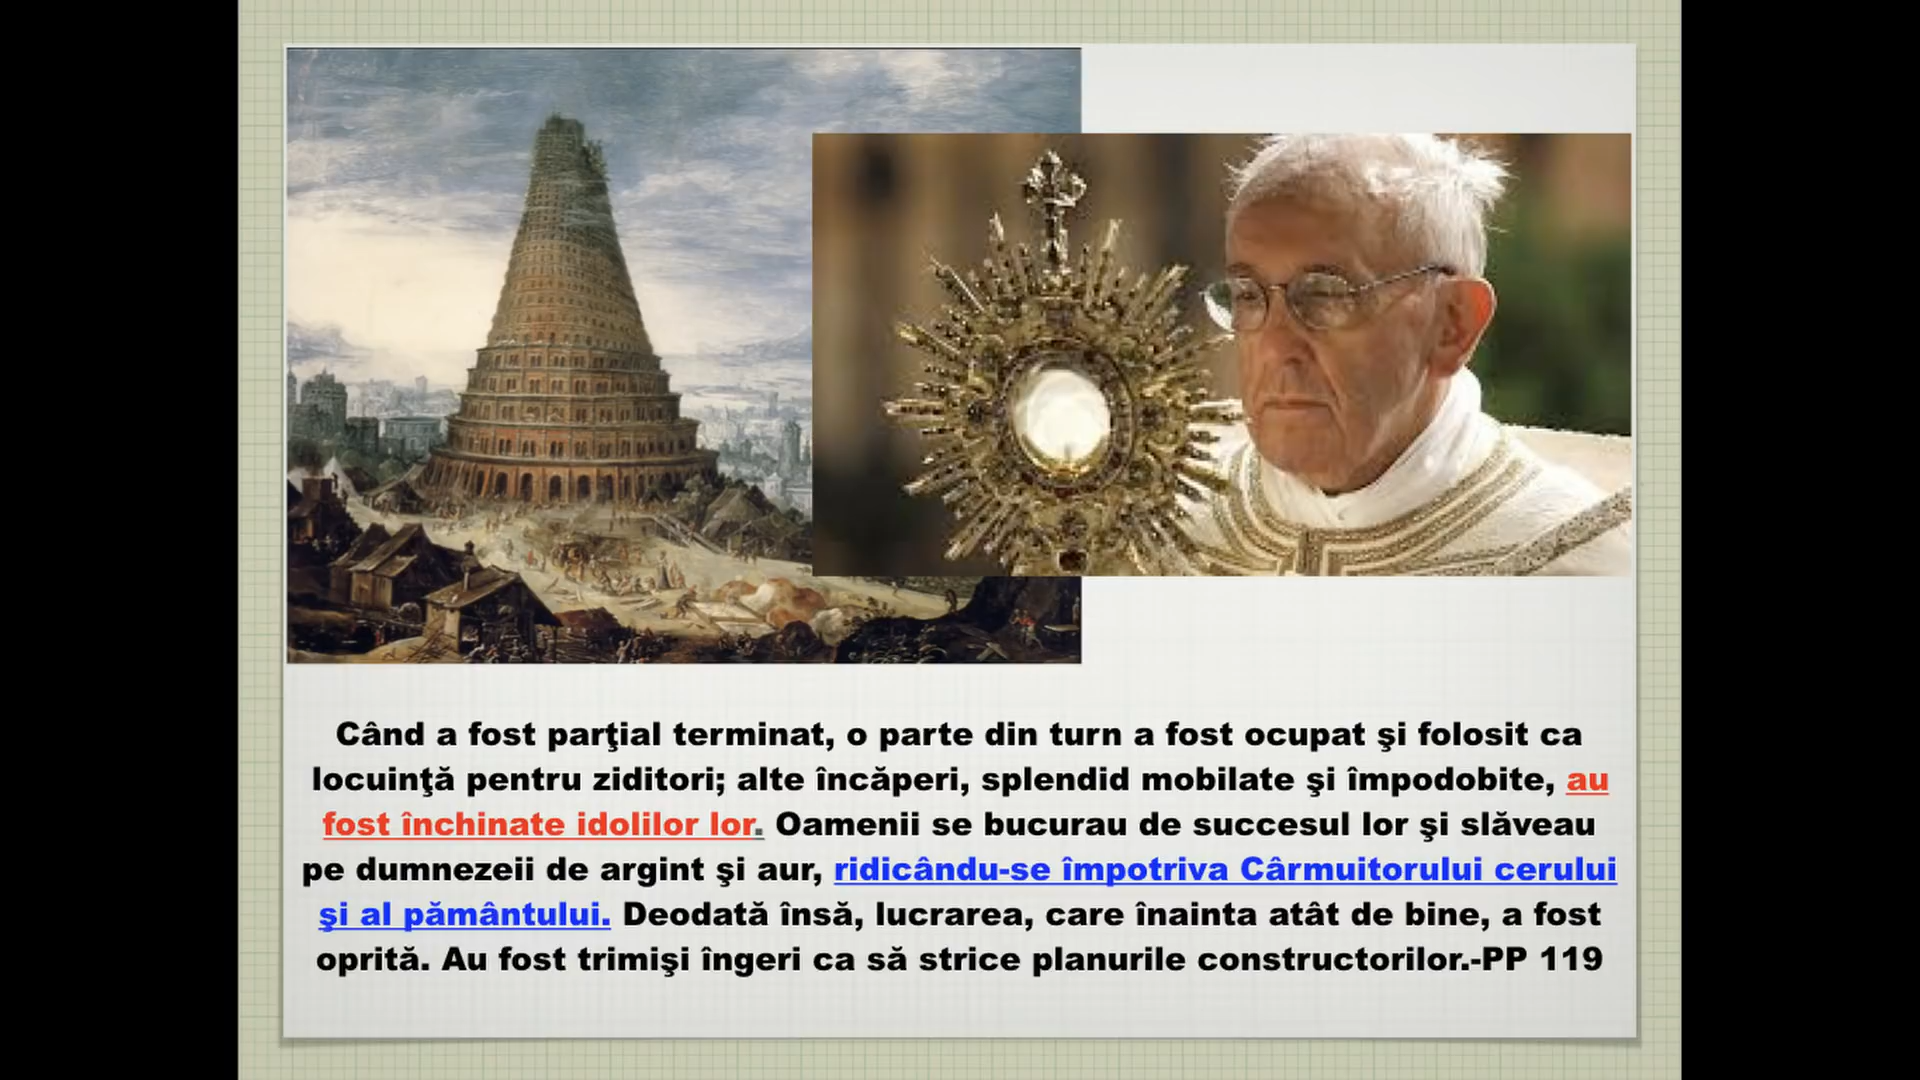 Când a fost parţial terminat, o parte din turn a fost ocupat şi folosit ca
locuinţă pentru ziditori; alte încăperi, splendid mobilate şi împodobite, au
fost închinate idolilor lor. Oamenii se bucurau de succesul lor şi slăveau
pe dumnezeii de argint şi aur, ridicându-se împotriva Cârmuitorului cerului
şi al pământului. Deodată însă, lucrarea, care înainta atât de bine, a fost
oprită. Au fost trimişi îngeri ca să strice planurile constructorilor.-PP 119